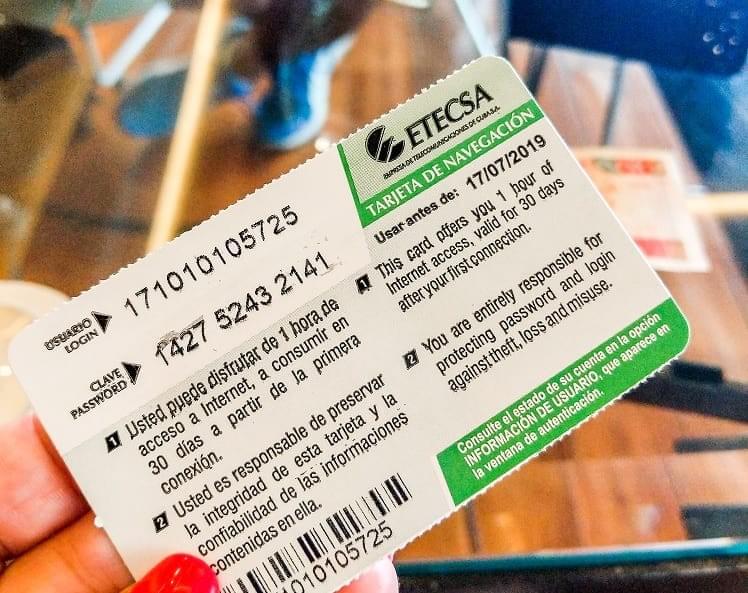 ETECSA
EMPRESA DE TELECOMUNICACIONES DE CUBA S.A.
TARJETA DE NAVEGACIÓN
Usar antes de: 17/07/2019
USUARIO
LOGIN
171010105725
CLAVE
PASSWORD
1427 5243 2141
1 Usted puede disfrutar de 1 hora de
acceso a Internet, a consumir en
30 días a partir de la primera
conexión.
2 Usted es responsable de preservar
la integridad de esta tarjeta y la
confiabilidad de las informaciones
contenidas en ella.
1 This card offers you 1 hour of
Internet access, valid for 30 days
after your first connection.
2 You are entirely responsible for
protecting password and login
against theft, loss and misuse.
Consulte el estado de su cuenta en la opción
INFORMACIÓN DE USUARIO, que aparece en
la ventana de autenticación.
1010105725